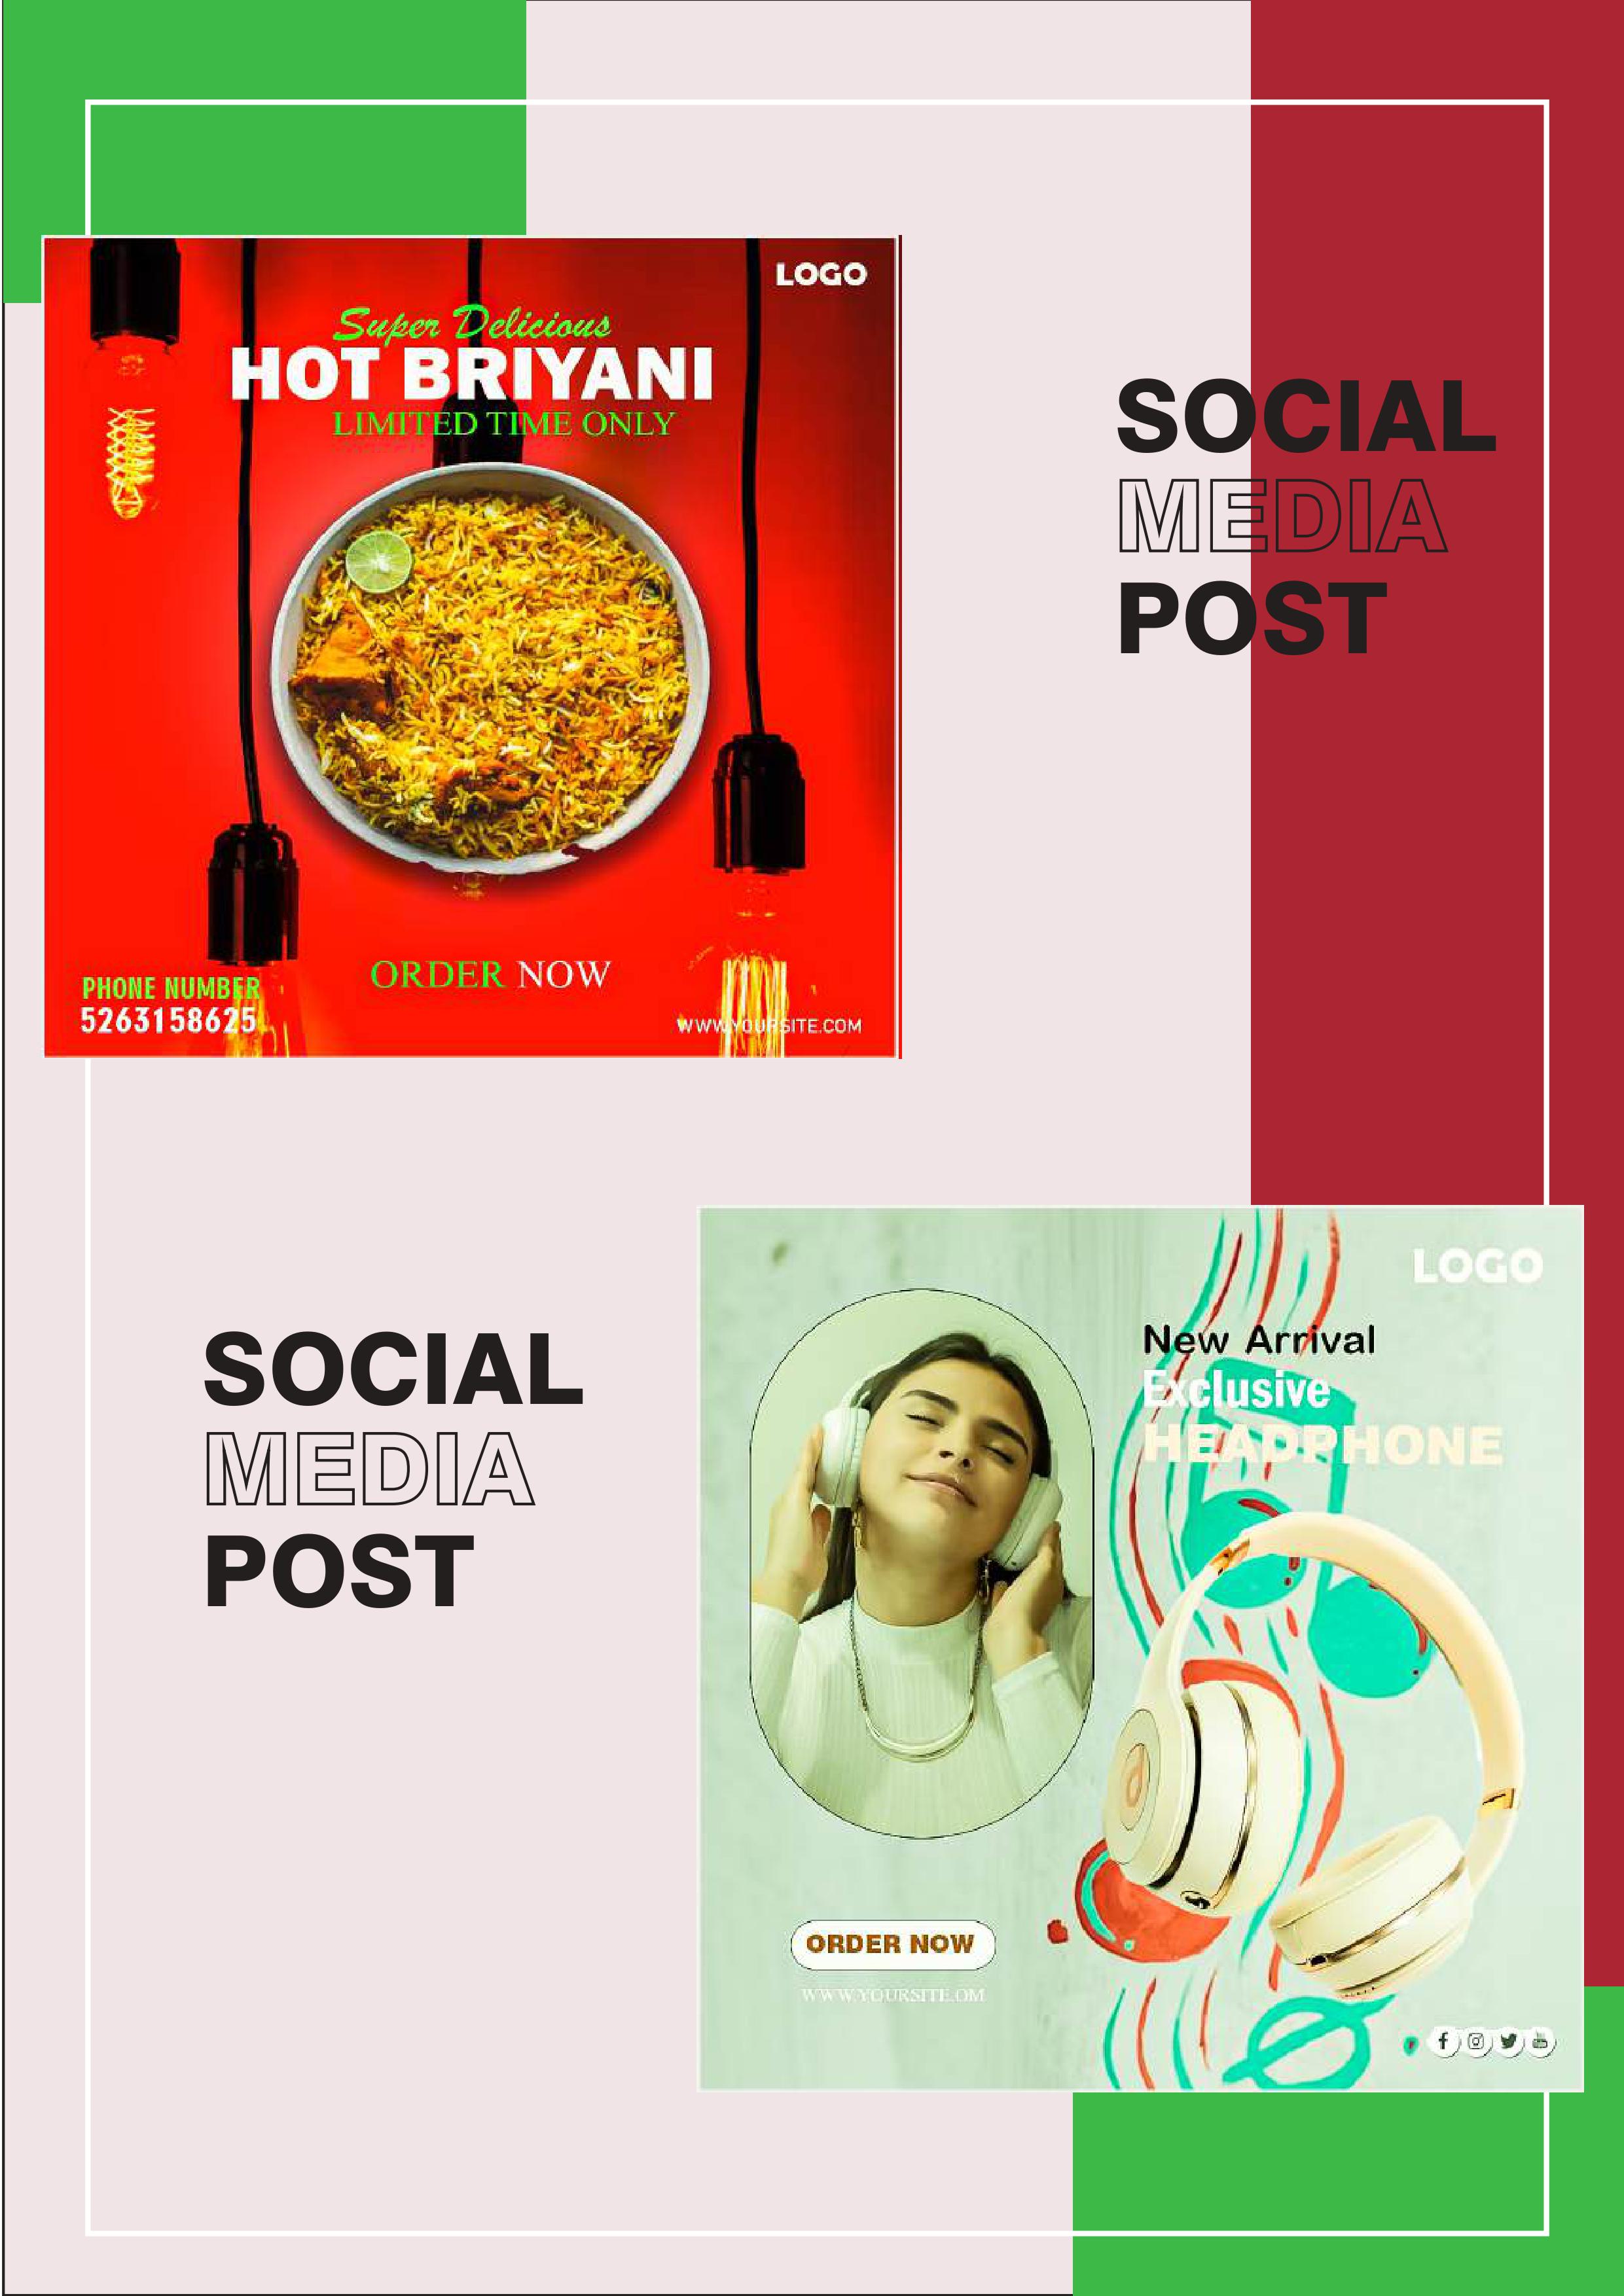 LOGO
Super Delicious
HOT BRIYANI
LIMITED TIME ONLY
SOCIAL
MEDIA
POST
ORDER NOW
PHONE NUMBER
5263158625
WWW.YOURSITE.COM
SOCIAL
MEDIA
POST
LOGO
New Arrival
Exclusive
HEADPHONE
ORDER NOW
WWW.YOURSITE.OM